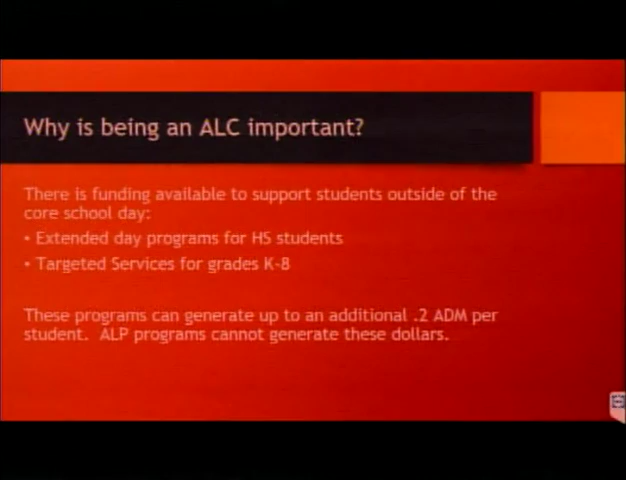 Why is being an ALC important?
There is funding available to support students outside of the
core school day:
• Extended day programs for HS students
• Targeted Services for grades K-8
These programs can generate up to an additional .2 ADM per
student. ALP programs cannot generate these dollars.